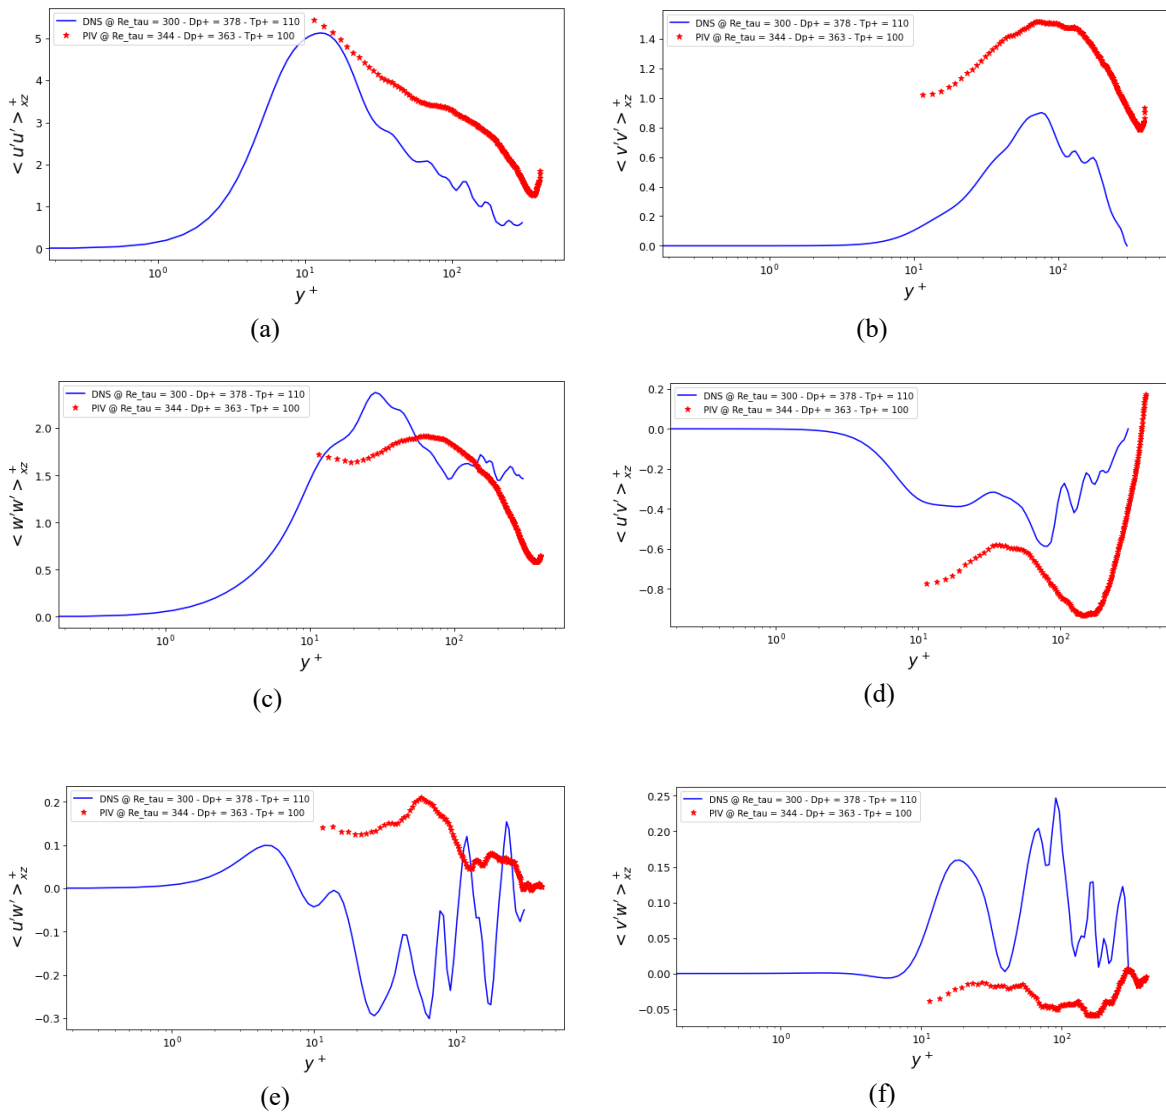 DNS @ Re_tau = 300 - Dp+ = 378 - Tp+ = 110
PIV @ Re_tau = 344 - Dp+ = 363 - Tp+ = 100
5
4
3
2
1
0
10^0
10^1
10^2
< u'u' >^+_xz
y^+
(a)
DNS @ Re_tau = 300 - Dp+ = 378 - Tp+ = 110
PIV @ Re_tau = 344 - Dp+ = 363 - Tp+ = 100
1.6
1.4
1.2
1.0
0.8
0.6
0.4
0.2
0.0
10^0
10^1
10^2
< v'v' >^+_xz
y^+
(b)
DNS @ Re_tau = 300 - Dp+ = 378 - Tp+ = 110
PIV @ Re_tau = 344 - Dp+ = 363 - Tp+ = 100
2.0
1.5
1.0
0.5
0.0
10^0
10^1
10^2
< w'w' >^+_xz
y^+
(c)
DNS @ Re_tau = 300 - Dp+ = 378 - Tp+ = 110
PIV @ Re_tau = 344 - Dp+ = 363 - Tp+ = 100
0.2
0.0
−0.2
−0.4
−0.6
−0.8
10^0
10^1
10^2
< u'v' >^+_xz
y^+
(d)
DNS @ Re_tau = 300 - Dp+ = 378 - Tp+ = 110
PIV @ Re_tau = 344 - Dp+ = 363 - Tp+ = 100
0.2
0.1
0.0
−0.1
−0.2
−0.3
10^0
10^1
10^2
< u'w' >^+_xz
y^+
(e)
DNS @ Re_tau = 300 - Dp+ = 378 - Tp+ = 110
PIV @ Re_tau = 344 - Dp+ = 363 - Tp+ = 100
0.25
0.20
0.15
0.10
0.05
0.00
−0.05
10^0
10^1
10^2
< v'w' >^+_xz
y^+
(f)